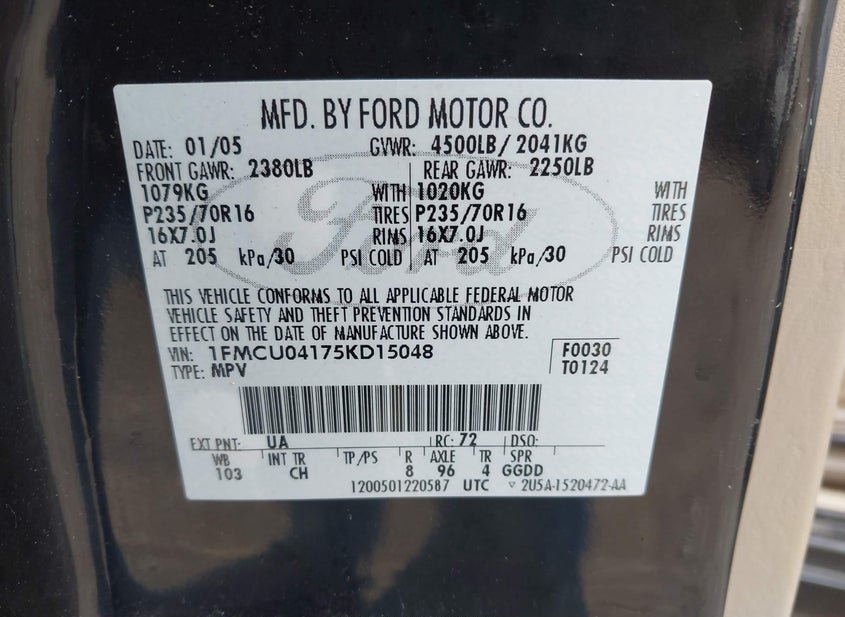 MFD. BY FORD MOTOR CO.
DATE: 01/05 GVWR: 4500LB/ 2041KG
FRONT GAWR: 2380LB REAR GAWR: 2250LB
1079KG WITH 1020KG WITH
P235/70R16 TIRES P235/70R16 TIRES
16X7.0J RIMS 16X7.0J RIMS
AT 205 kPa/30 PSI COLD AT 205 kPa/30 PSI COLD
Ford
THIS VEHICLE CONFORMS TO ALL APPLICABLE FEDERAL MOTOR
VEHICLE SAFETY AND THEFT PREVENTION STANDARDS IN
EFFECT ON THE DATE OF MANUFACTURE SHOWN ABOVE.
VIN: 1FMCU04175KD15048 F0030
TYPE: MPV T0124
EXT PNT: UA RC: 72 DSO:
WB INT TR TP/PS R AXLE TR SPR
103 CH 8 96 4 GGDD
1200501220587 UTC ▽ 2U5A-1520472-AA